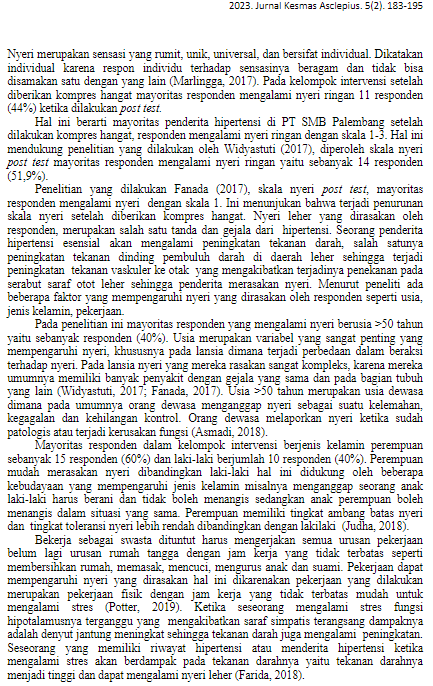 2023. Jurnal Kesmas Asclepius. 5(2). 183-195
Nyeri merupakan sensasi yang rumit, unik, universal, dan bersifat individual. Dikatakan
individual karena respon individu terhadap sensasinya beragam dan tidak bisa
disamakan satu dengan yang lain (Marlingga, 2017). Pada kelompok intervensi setelah
diberikan kompres hangat mayoritas responden mengalami nyeri ringan 11 responden
(44%) ketika dilakukan post test.
Hal ini berarti mayoritas penderita hipertensi di PT SMB Palembang setelah
dilakukan kompres hangat, responden mengalami nyeri ringan dengan skala 1-3. Hal ini
mendukung penelitian yang dilakukan oleh Widyastuti (2017), diperoleh skala nyeri
post test mayoritas responden mengalami nyeri ringan yaitu sebanyak 14 responden
(51,9%).
Penelitian yang dilakukan Fanada (2017), skala nyeri post test, mayoritas
responden mengalami nyeri dengan skala 1. Ini menunjukan bahwa terjadi penurunan
skala nyeri setelah diberikan kompres hangat. Nyeri leher yang dirasakan oleh
responden, merupakan salah satu tanda dan gejala dari hipertensi. Seorang penderita
hipertensi esensial akan mengalami peningkatan tekanan darah, salah satunya
peningkatan tekanan dinding pembuluh darah di daerah leher sehingga terjadi
peningkatan tekanan vaskuler ke otak yang mengakibatkan terjadinya penekanan pada
serabut saraf otot leher sehingga penderita merasakan nyeri. Menurut peneliti ada
beberapa faktor yang mempengaruhi nyeri yang dirasakan oleh responden seperti usia,
jenis kelamin, pekerjaan.
Pada penelitian ini mayoritas responden yang mengalami nyeri berusia >50 tahun
yaitu sebanyak responden (40%). Usia merupakan variabel yang sangat penting yang
mempengaruhi nyeri, khususnya pada lansia dimana terjadi perbedaan dalam beraksi
terhadap nyeri. Pada lansia nyeri yang mereka rasakan sangat kompleks, karena mereka
umumnya memiliki banyak penyakit dengan gejala yang sama dan pada bagian tubuh
yang lain (Widyastuti, 2017; Fanada, 2017). Usia >50 tahun merupakan usia dewasa
dimana pada umumnya orang dewasa menganggap nyeri sebagai suatu kelemahan,
kegagalan dan kehilangan kontrol. Orang dewasa melaporkan nyeri ketika sudah
patologis atau terjadi kerusakan fungsi (Asmadi, 2018).
Mayoritas responden dalam kelompok intervensi berjenis kelamin perempuan
sebanyak 15 responden (60%) dan laki-laki berjumlah 10 responden (40%). Perempuan
mudah merasakan nyeri dibandingkan laki-laki hal ini didukung oleh beberapa
kebudayaan yang mempengaruhi jenis kelamin misalnya menganggap seorang anak
laki-laki harus berani dan tidak boleh menangis sedangkan anak perempuan boleh
menangis dalam situasi yang sama. Perempuan memiliki tingkat ambang batas nyeri
dan tingkat toleransi nyeri lebih rendah dibandingkan dengan lakilaki (Judha, 2018).
Bekerja sebagai swasta dituntut harus mengerjakan semua urusan pekerjaan
belum lagi urusan rumah tangga dengan jam kerja yang tidak terbatas seperti
membersihkan rumah, memasak, mencuci, mengurus anak dan suami. Pekerjaan dapat
mempengaruhi nyeri yang dirasakan hal ini dikarenakan pekerjaan yang dilakukan
merupakan pekerjaan fisik dengan jam kerja yang tidak terbatas mudah untuk
mengalami stres (Potter, 2019). Ketika seseorang mengalami stres fungsi
hipotalamusnya terganggu yang mengakibatkan saraf simpatis terangsang dampaknya
adalah denyut jantung meningkat sehingga tekanan darah juga mengalami peningkatan.
Seseorang yang memiliki riwayat hipertensi atau menderita hipertensi ketika
mengalami stres akan berdampak pada tekanan darahnya yaitu tekanan darahnya
menjadi tinggi dan dapat mengalami nyeri leher (Farida, 2018).